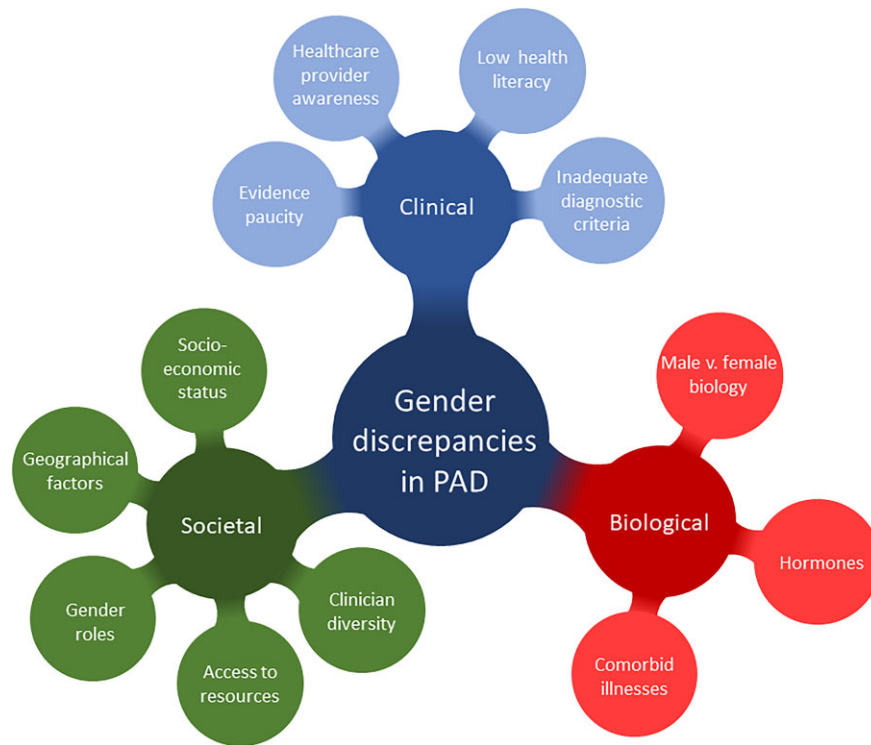 Healthcare
provider
awareness
Low health
literacy
Evidence
paucity
Clinical
Inadequate
diagnostic
criteria
Socio-
economic
status
Male v. female
biology
Gender
discrepancies
in PAD
Geographical
factors
Societal
Biological
Hormones
Gender
roles
Clinician
diversity
Access to
resources
Comorbid
illnesses